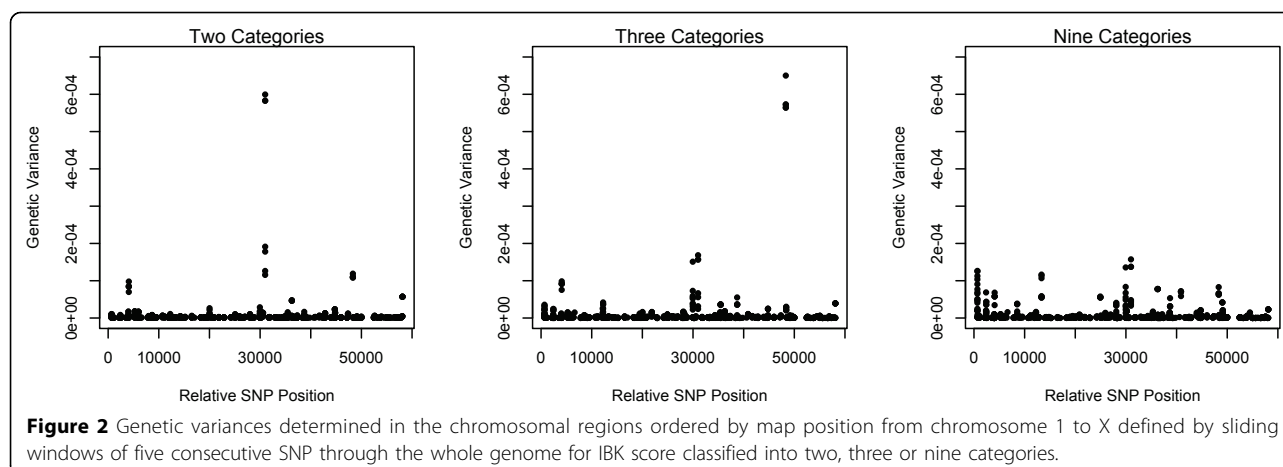 Two Categories
Genetic Variance
6e-04
4e-04
2e-04
0e+00
0 10000 30000 50000
Relative SNP Position
Three Categories
Genetic Variance
6e-04
4e-04
2e-04
0e+00
0 10000 30000 50000
Relative SNP Position
Nine Categories
Genetic Variance
6e-04
4e-04
2e-04
0e+00
0 10000 30000 50000
Relative SNP Position
Figure 2 Genetic variances determined in the chromosomal regions ordered by map position from chromosome 1 to X defined by sliding
windows of five consecutive SNP through the whole genome for IBK score classified into two, three or nine categories.